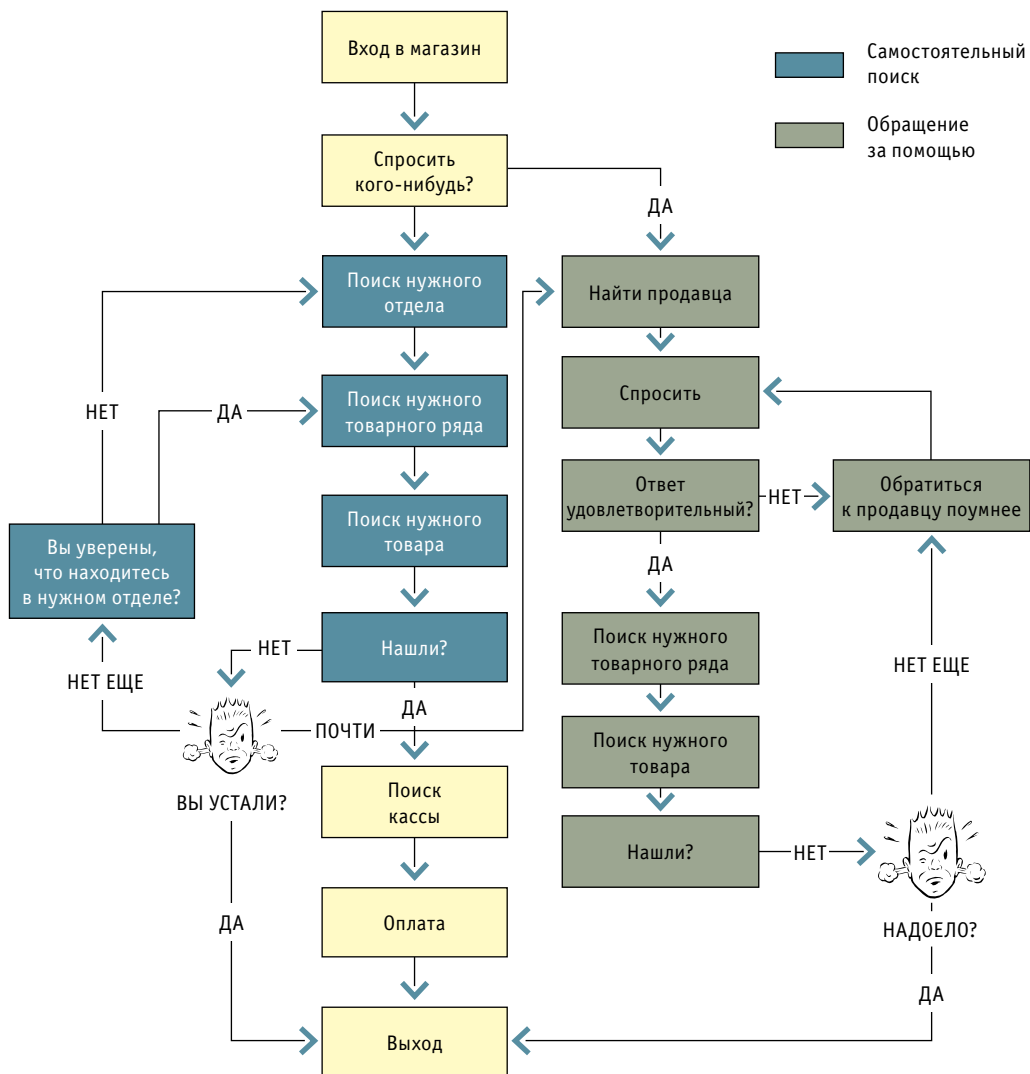 Вход в магазин
Самостоятельный
поиск
Обращение
за помощью
Спросить
кого-нибудь?
ДА
Поиск нужного
отдела
Найти продавца
Поиск нужного
товарного ряда
Спросить
НЕТ
ДА
Поиск нужного
товара
Ответ
удовлетворительный?
НЕТ
Обратиться
к продавцу поумнее
Вы уверены,
что находитесь
в нужном отделе?
ДА
Нашли?
НЕТ
Поиск нужного
товарного ряда
НЕТ ЕЩЕ
НЕТ ЕЩЕ
ДА
ПОЧТИ
Поиск нужного
товара
ВЫ УСТАЛИ?
Поиск
кассы
Нашли?
НЕТ
ДА
Оплата
НАДОЕЛО?
ДА
Выход